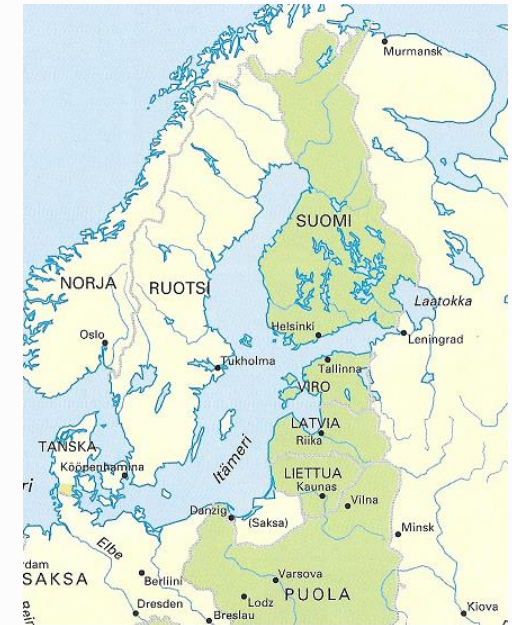 Murmansk
SUOMI
NORJA
RUOTSI
Laatokka
Helsinki
Oslo
Leningrad
Tukholma
Tallinna
VIRO
LATVIA
Riika
TANSKA
Kööpenhamina
Itämeri
LIETTUA
Kaunas
Vilna
Danzig
(Saksa)
Minsk
Elbe
SAKSA
Berliini
Varsova
PUOLA
Dresden
Lodz
Breslau
Kiova